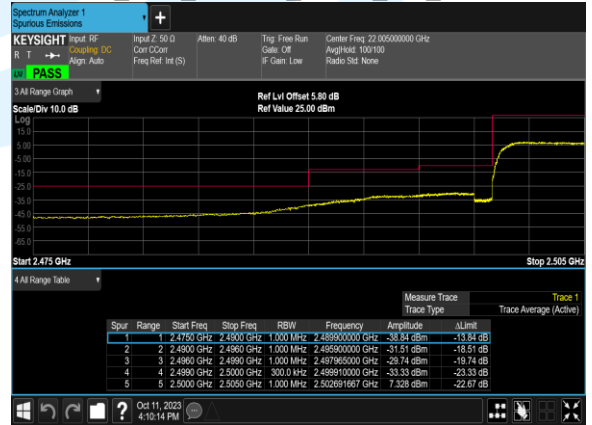 Spectrum Analyzer 1
Spurious Emissions
+
KEYSIGHT Input: RF Input Z: 50 Ω Atten: 40 dB Trig: Free Run Center Freq: 22.005000000 GHz
R T Coupling: DC Corr CCorr Gate: Off Avg|Hold: 100/100
Align: Auto Freq Ref: Int (S) IF Gain: Low Radio Std: None
PASS
3 All Range Graph
Ref Lvl Offset 5.80 dB
Scale/Div 10.0 dB Ref Value 25.00 dBm
Log
15.0
5.00
-5.00
-15.0
-25.0
-35.0
-45.0
-55.0
-65.0
Start 2.475 GHz Stop 2.505 GHz
4 All Range Table
Measure Trace Trace 1
Trace Type Trace Average (Active)
Spur Range Start Freq Stop Freq RBW Frequency Amplitude ΔLimit
1 1 2.4750 GHz 2.4900 GHz 1.000 MHz 2.489900000 GHz -38.84 dBm -13.84 dB
2 2 2.4900 GHz 2.4960 GHz 1.000 MHz 2.495900000 GHz -31.51 dBm -18.51 dB
3 3 2.4960 GHz 2.4990 GHz 1.000 MHz 2.497965000 GHz -29.74 dBm -19.74 dB
4 4 2.4990 GHz 2.5000 GHz 300.0 kHz 2.499910000 GHz -33.33 dBm -23.33 dB
5 5 2.5000 GHz 2.5050 GHz 1.000 MHz 2.502691667 GHz 7.328 dBm -22.67 dB
? Oct 11, 2023
4:10:14 PM